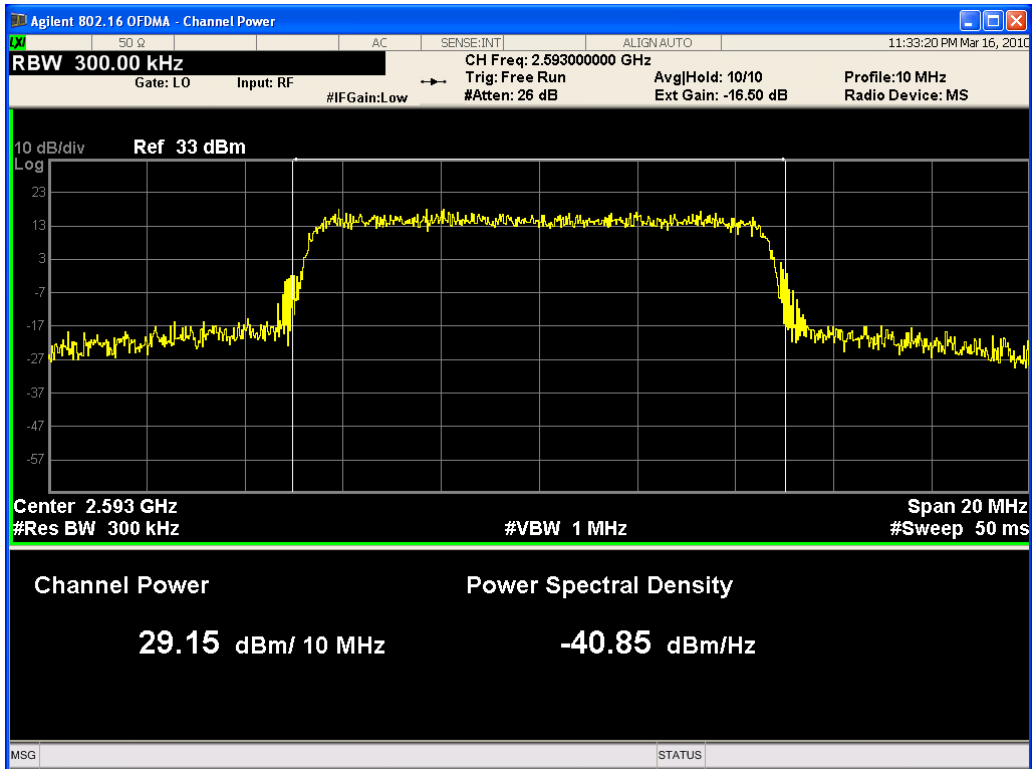 Agilent 802.16 OFDMA - Channel Power
LXI 50 Ω AC SENSE:INT ALIGN AUTO 11:33:20 PM Mar 16, 2010
RBW 300.00 kHz CH Freq: 2.593000000 GHz
Gate: LO Input: RF Trig: Free Run Avg|Hold: 10/10 Profile:10 MHz
#IFGain:Low #Atten: 26 dB Ext Gain: -16.50 dB Radio Device: MS
10 dB/div Ref 33 dBm
Log
23
13
3
-7
-17
-27
-37
-47
-57
Center 2.593 GHz Span 20 MHz
#Res BW 300 kHz #VBW 1 MHz #Sweep 50 ms
Channel Power Power Spectral Density
29.15 dBm/ 10 MHz -40.85 dBm/Hz
MSG STATUS